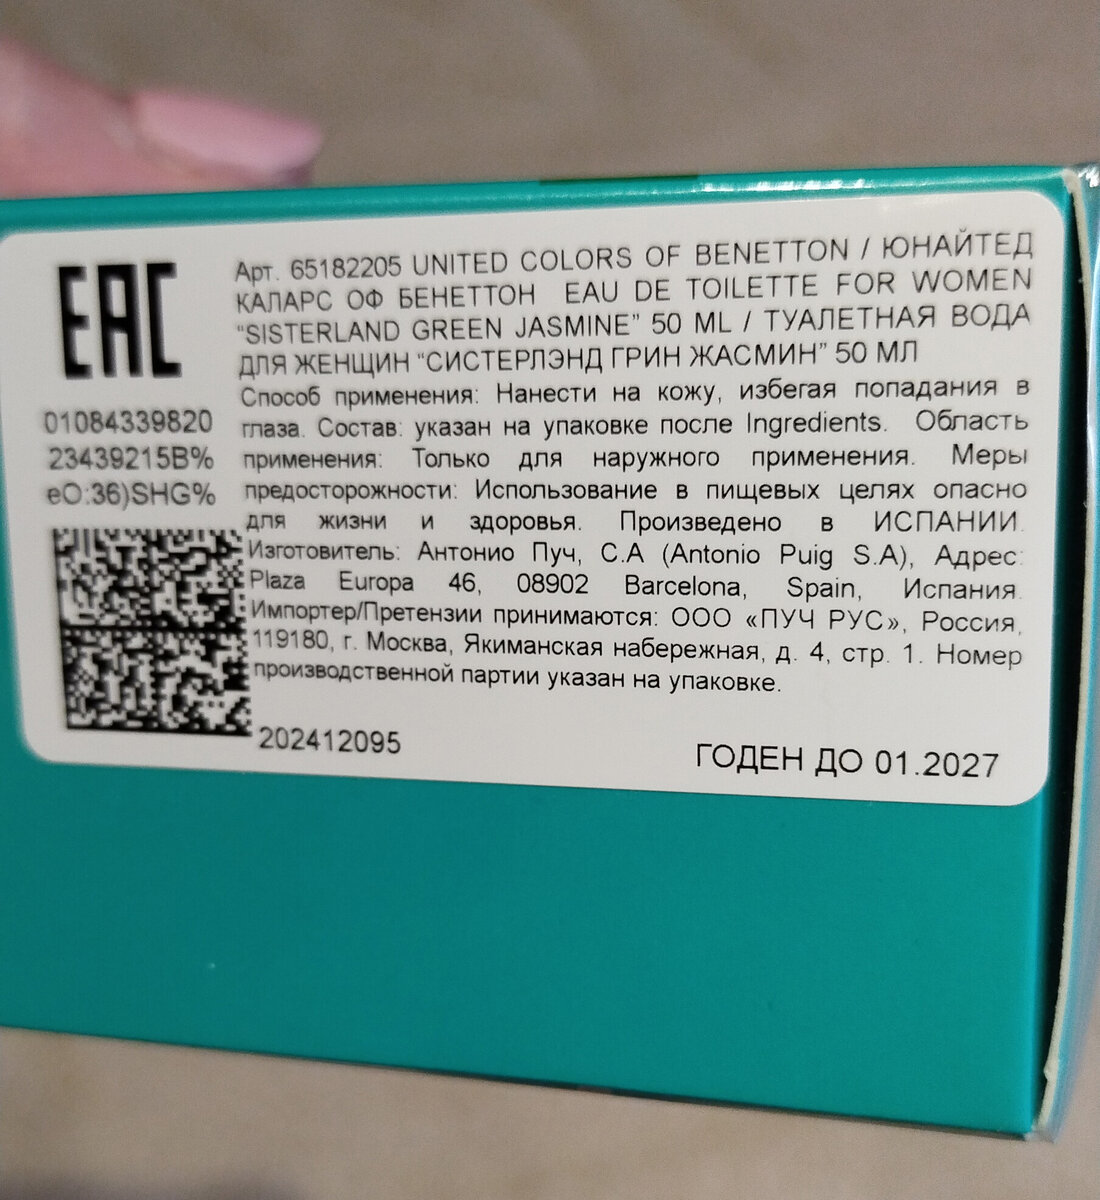 EAC
01084339820
23439215B%
eO:36)SHG%
Арт. 65182205 UNITED COLORS OF BENETTON / ЮНАЙТЕД
КАЛАРС ОФ БЕНЕТТОН EAU DE TOILETTE FOR WOMEN
“SISTERLAND GREEN JASMINE” 50 ML / ТУАЛЕТНАЯ ВОДА
ДЛЯ ЖЕНЩИН “СИСТЕРЛЭНД ГРИН ЖАСМИН” 50 МЛ
Способ применения: Нанести на кожу, избегая попадания в
глаза. Состав: указан на упаковке после Ingredients. Область
применения: Только для наружного применения. Меры
предосторожности: Использование в пищевых целях опасно
для жизни и здоровья. Произведено в ИСПАНИИ.
Изготовитель: Антонио Пуч, С.А (Antonio Puig S.A), Адрес:
Plaza Europa 46, 08902 Barcelona, Spain, Испания.
Импортер/Претензии принимаются: ООО «ПУЧ РУС», Россия,
119180, г. Москва, Якиманская набережная, д. 4, стр. 1. Номер
производственной партии указан на упаковке.
202412095
ГОДЕН ДО 01.2027